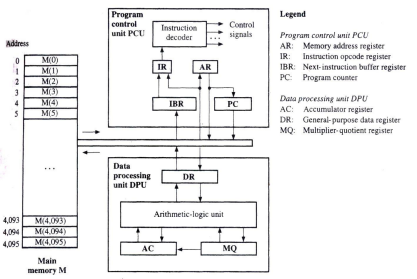 Program
control
unit PCU
Instruction
decoder
Control
signals
...
IR
AR
IBR
PC
Address
0 M(0)
1 M(1)
2 M(2)
3 M(3)
4 M(4)
5 M(5)
...
4,093 M(4,093)
4,094 M(4,094)
4,095 M(4,095)
Main
memory M
Data
processing
unit DPU
DR
Arithmetic-logic unit
AC
MQ
Legend
Program control unit PCU
AR: Memory address register
IR: Instruction opcode register
IBR: Next-instruction buffer register
PC: Program counter
Data processing unit DPU
AC: Accumulator register
DR: General-purpose data register
MQ: Multiplier-quotient register